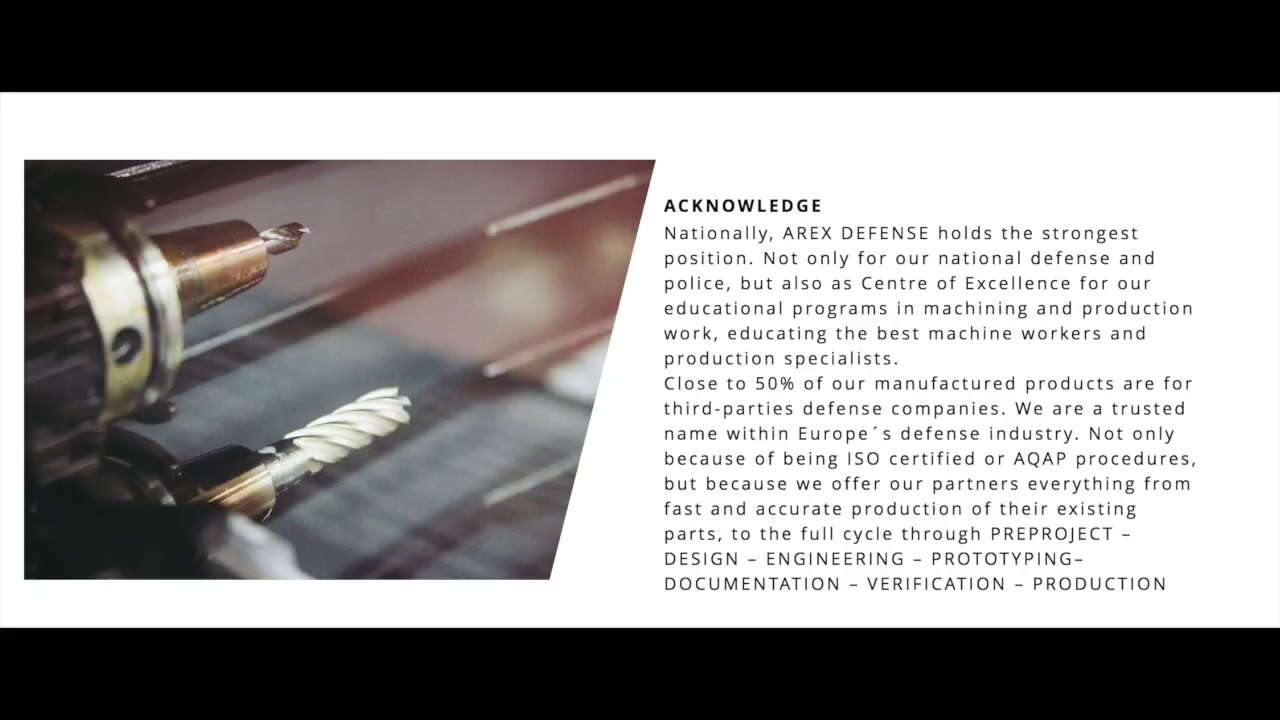 ACKNOWLEDGE
Nationally, AREX DEFENSE holds the strongest
position. Not only for our national defense and
police, but also as Centre of Excellence for our
educational programs in machining and production
work, educating the best machine workers and
production specialists.
Close to 50% of our manufactured products are for
third-parties defense companies. We are a trusted
name within Europe´s defense industry. Not only
because of being ISO certified or AQAP procedures,
but because we offer our partners everything from
fast and accurate production of their existing
parts, to the full cycle through PREPROJECT –
DESIGN – ENGINEERING – PROTOTYPING–
DOCUMENTATION – VERIFICATION – PRODUCTION